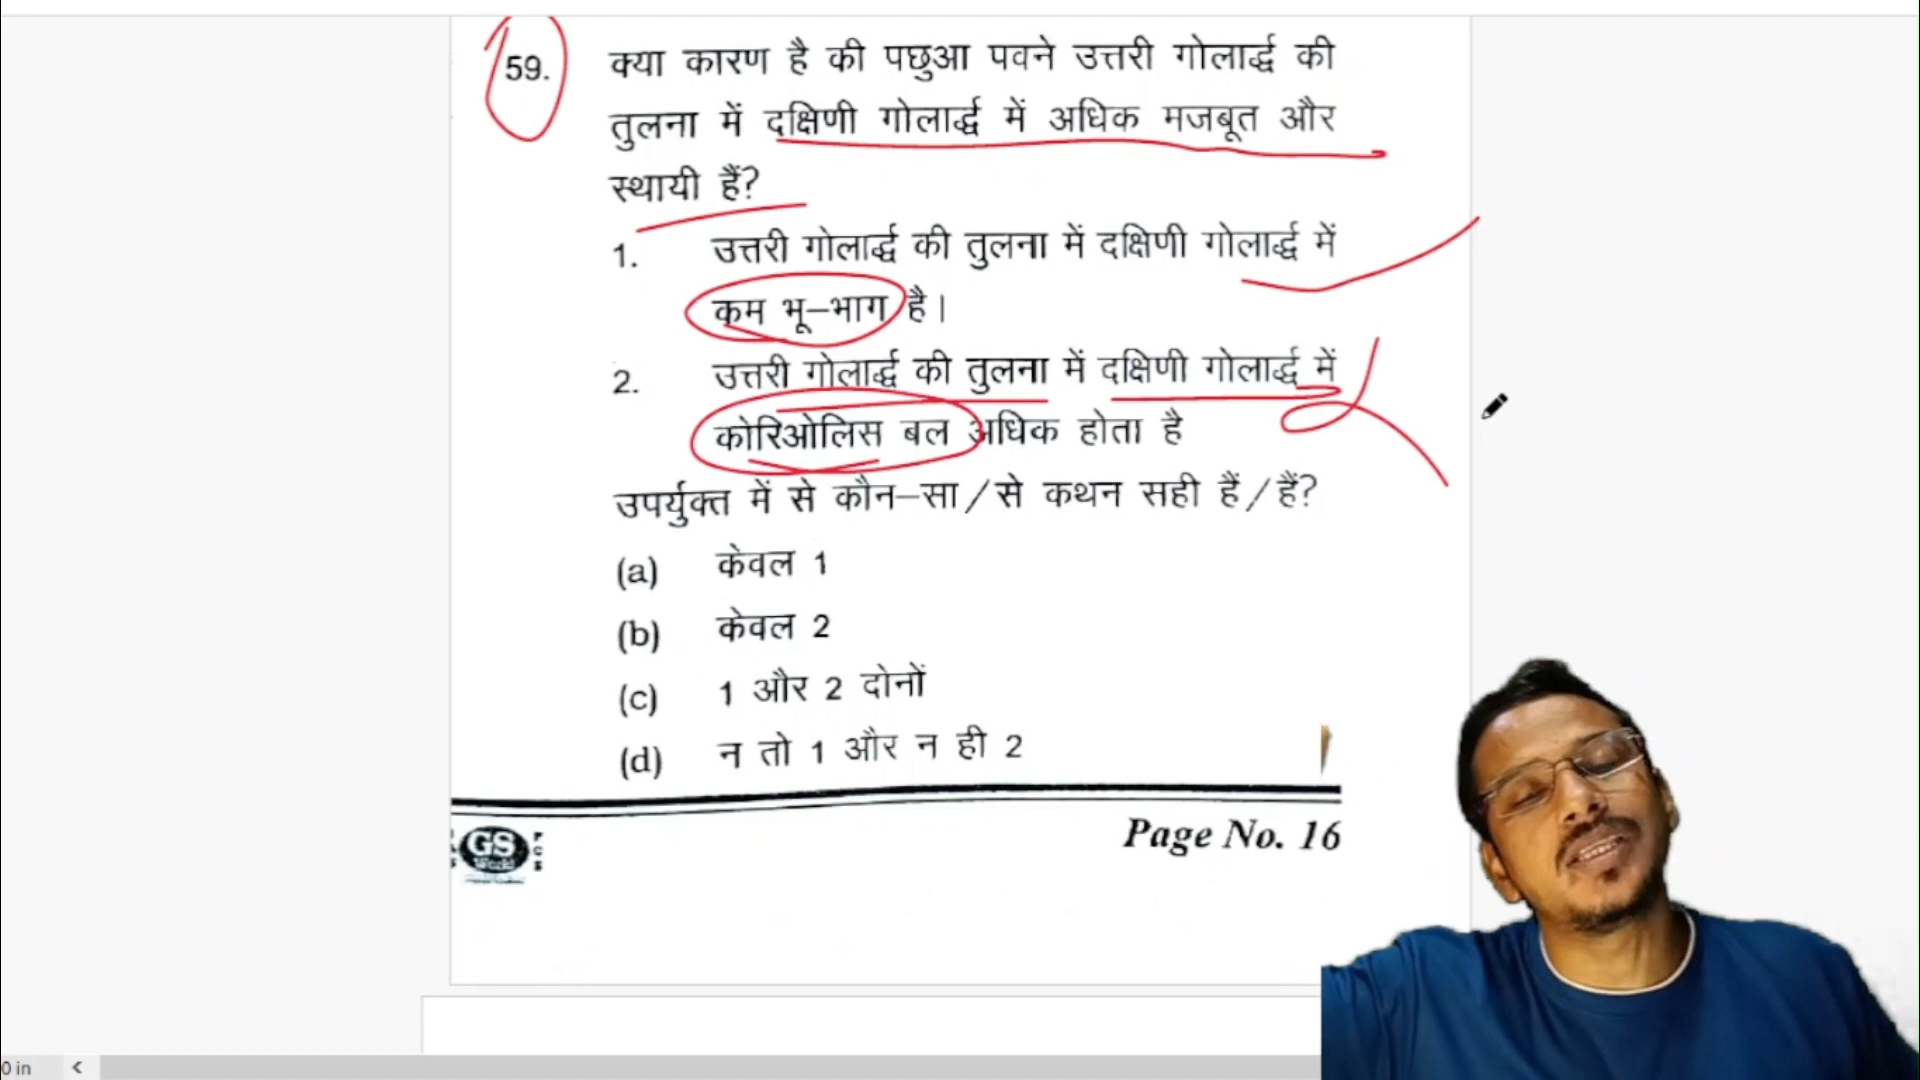 59. क्या कारण है की पछुआ पवने उत्तरी गोलार्द्ध की
तुलना में दक्षिणी गोलार्द्ध में अधिक मजबूत और
स्थायी हैं?
1. उत्तरी गोलार्द्ध की तुलना में दक्षिणी गोलार्द्ध में
कम भू–भाग है।
2. उत्तरी गोलार्द्ध की तुलना में दक्षिणी गोलार्द्ध में
कोरिओलिस बल अधिक होता है
उपर्युक्त में से कौन–सा/से कथन सही हैं/हैं?
(a) केवल 1
(b) केवल 2
(c) 1 और 2 दोनों
(d) न तो 1 और न ही 2
GS
World
Page No. 16
0 in